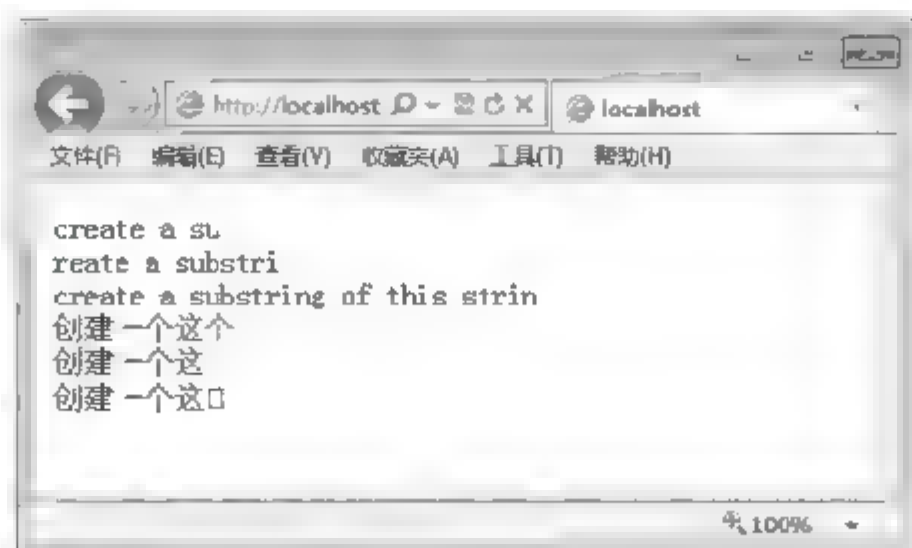 http://localhost
localhost
文件(F) 编辑(E) 查看(V) 收藏夹(A) 工具(T) 帮助(H)
create a su
reate a substri
create a substring of this strin
创建一个这个
创建一个这
创建一个这□
100%